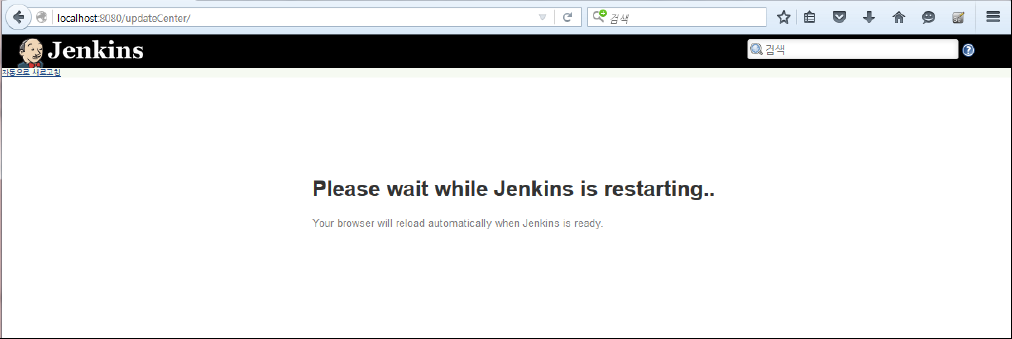 localhost:8080/updateCenter/
검색
Jenkins
검색
자동으로 새로고침
Please wait while Jenkins is restarting..
Your browser will reload automatically when Jenkins is ready.